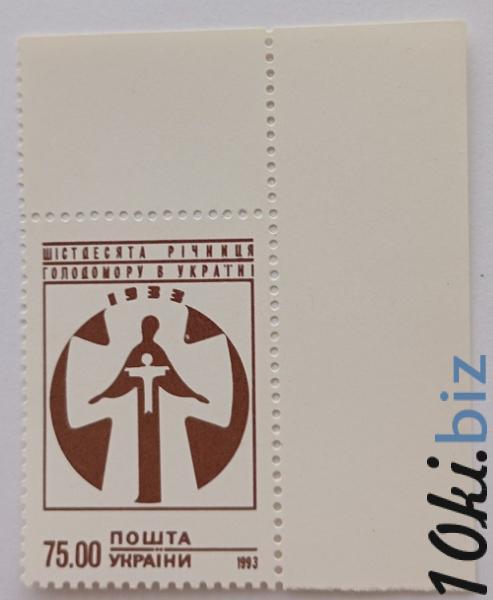 ШІСТДЕСЯТА РІЧНИЦЯ
ГОЛОДОМОРУ В УКРАЇНІ
1933
75.00 ПОШТА
УКРАЇНИ 1993
10ki.biz